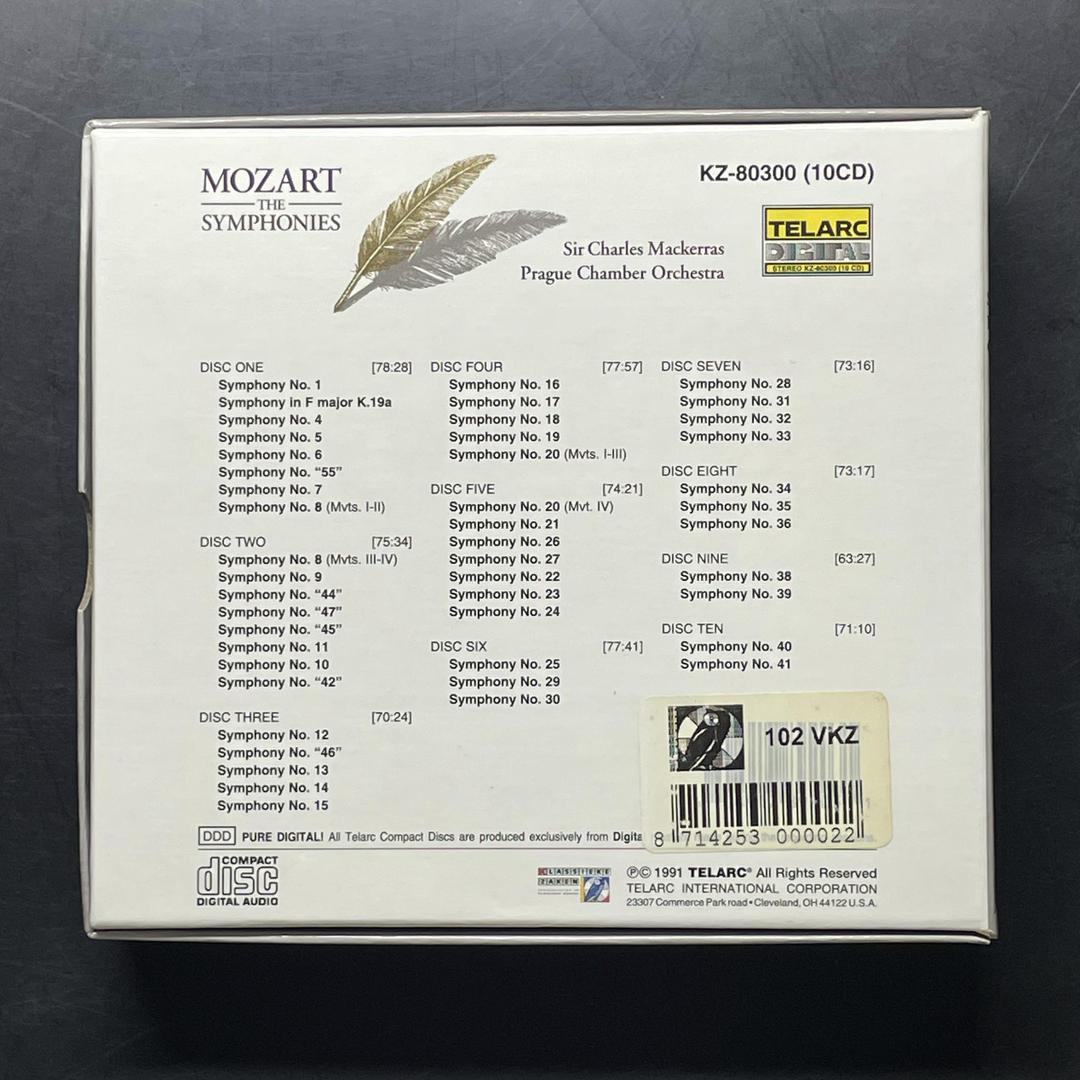 MOZART
THE
SYMPHONIES
KZ-80300 (10CD)
TELARC
DIGITAL
STEREO KZ-80300 (10 CD)
Sir Charles Mackerras
Prague Chamber Orchestra
DISC ONE [78:28]
Symphony No. 1
Symphony in F major K.19a
Symphony No. 4
Symphony No. 5
Symphony No. 6
Symphony No. “55”
Symphony No. 7
Symphony No. 8 (Mvts. I-II)
DISC TWO [75:34]
Symphony No. 8 (Mvts. III-IV)
Symphony No. 9
Symphony No. “44”
Symphony No. “47”
Symphony No. “45”
Symphony No. 11
Symphony No. 10
Symphony No. “42”
DISC THREE [70:24]
Symphony No. 12
Symphony No. “46”
Symphony No. 13
Symphony No. 14
Symphony No. 15
DISC FOUR [77:57]
Symphony No. 16
Symphony No. 17
Symphony No. 18
Symphony No. 19
Symphony No. 20 (Mvts. I-III)
DISC FIVE [74:21]
Symphony No. 20 (Mvt. IV)
Symphony No. 21
Symphony No. 26
Symphony No. 27
Symphony No. 22
Symphony No. 23
Symphony No. 24
DISC SIX [77:41]
Symphony No. 25
Symphony No. 29
Symphony No. 30
DISC SEVEN [73:16]
Symphony No. 28
Symphony No. 31
Symphony No. 32
Symphony No. 33
DISC EIGHT [73:17]
Symphony No. 34
Symphony No. 35
Symphony No. 36
DISC NINE [63:27]
Symphony No. 38
Symphony No. 39
DISC TEN [71:10]
Symphony No. 40
Symphony No. 41
102 VKZ
8 714253 000022
DDD PURE DIGITAL! All Telarc Compact Discs are produced exclusively from Digita
COMPACT
disc
DIGITAL AUDIO
KLASSIEKE
ZAKEN
ⓅⒸ 1991 TELARC® All Rights Reserved
TELARC INTERNATIONAL CORPORATION
23307 Commerce Park road • Cleveland, OH 44122 U.S.A.